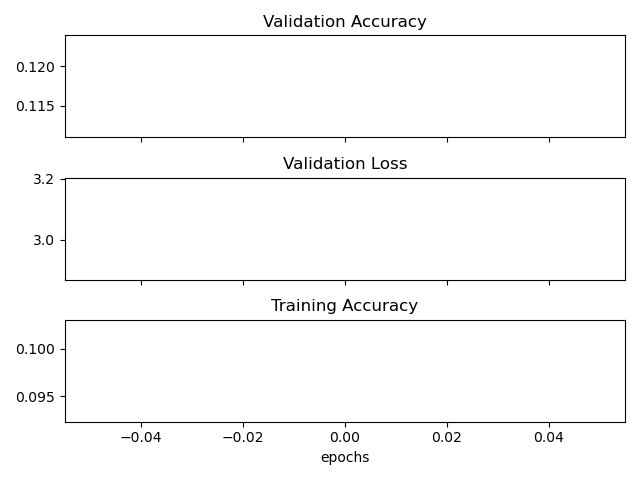 Validation Accuracy
0.120
0.115
Validation Loss
3.2
3.0
Training Accuracy
0.100
0.095
−0.04 −0.02 0.00 0.02 0.04
epochs